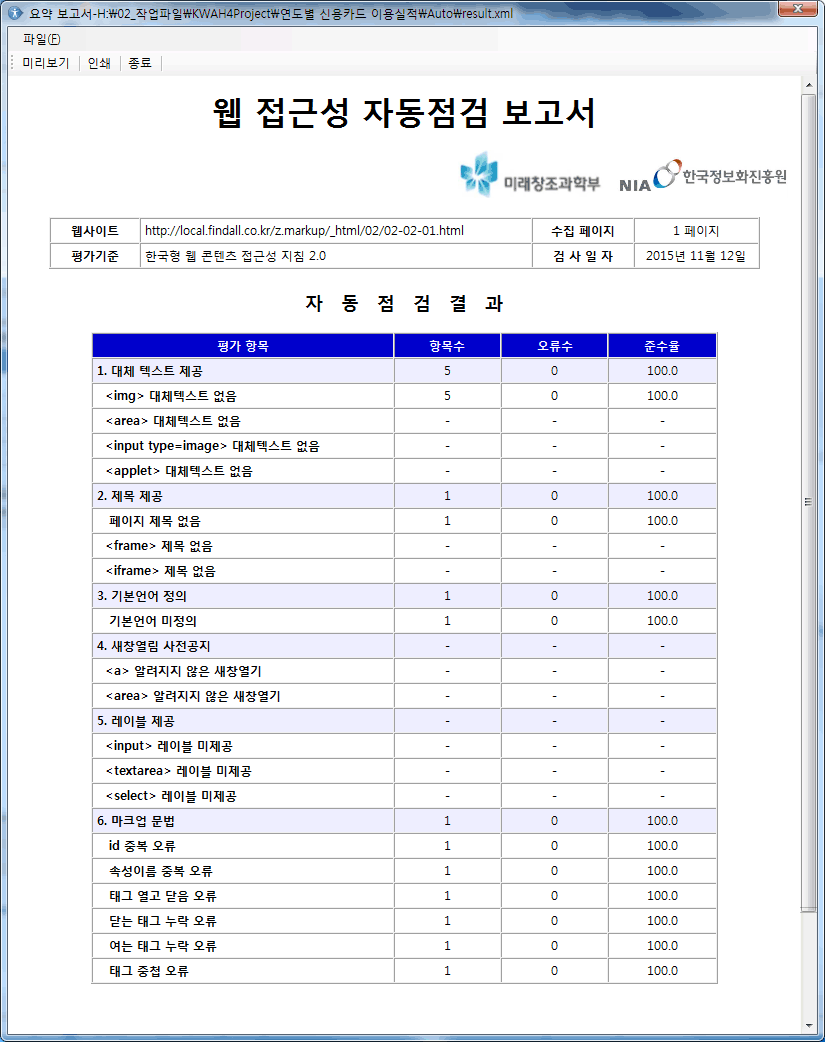 요약 보고서-H:₩02_작업파일₩KWAH4Project₩연도별 신용카드 이용실적₩Auto₩result.xml
파일(F)
미리보기 인쇄 종료
웹 접근성 자동점검 보고서
미래창조과학부 NIA 한국정보화진흥원
웹사이트 http://local.findall.co.kr/z.markup/_html/02/02-02-01.html 수집 페이지 1 페이지
평가기준 한국형 웹 콘텐츠 접근성 지침 2.0 검 사 일 자 2015년 11월 12일
자 동 점 검 결 과
평가 항목 항목수 오류수 준수율
1. 대체 텍스트 제공 5 0 100.0
<img> 대체텍스트 없음 5 0 100.0
<area> 대체텍스트 없음 - - -
<input type=image> 대체텍스트 없음 - - -
<applet> 대체텍스트 없음 - - -
2. 제목 제공 1 0 100.0
페이지 제목 없음 1 0 100.0
<frame> 제목 없음 - - -
<iframe> 제목 없음 - - -
3. 기본언어 정의 1 0 100.0
기본언어 미정의 1 0 100.0
4. 새창열림 사전공지 - - -
<a> 알려지지 않은 새창열기 - - -
<area> 알려지지 않은 새창열기 - - -
5. 레이블 제공 - - -
<input> 레이블 미제공 - - -
<textarea> 레이블 미제공 - - -
<select> 레이블 미제공 - - -
6. 마크업 문법 1 0 100.0
id 중복 오류 1 0 100.0
속성이름 중복 오류 1 0 100.0
태그 열고 닫음 오류 1 0 100.0
닫는 태그 누락 오류 1 0 100.0
여는 태그 누락 오류 1 0 100.0
태그 중첩 오류 1 0 100.0